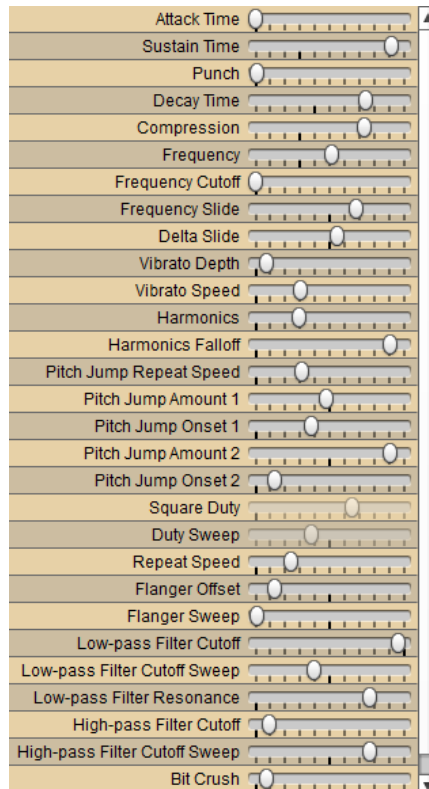 Attack Time
Sustain Time
Punch
Decay Time
Compression
Frequency
Frequency Cutoff
Frequency Slide
Delta Slide
Vibrato Depth
Vibrato Speed
Harmonics
Harmonics Falloff
Pitch Jump Repeat Speed
Pitch Jump Amount 1
Pitch Jump Onset 1
Pitch Jump Amount 2
Pitch Jump Onset 2
Square Duty
Duty Sweep
Repeat Speed
Flanger Offset
Flanger Sweep
Low-pass Filter Cutoff
Low-pass Filter Cutoff Sweep
Low-pass Filter Resonance
High-pass Filter Cutoff
High-pass Filter Cutoff Sweep
Bit Crush